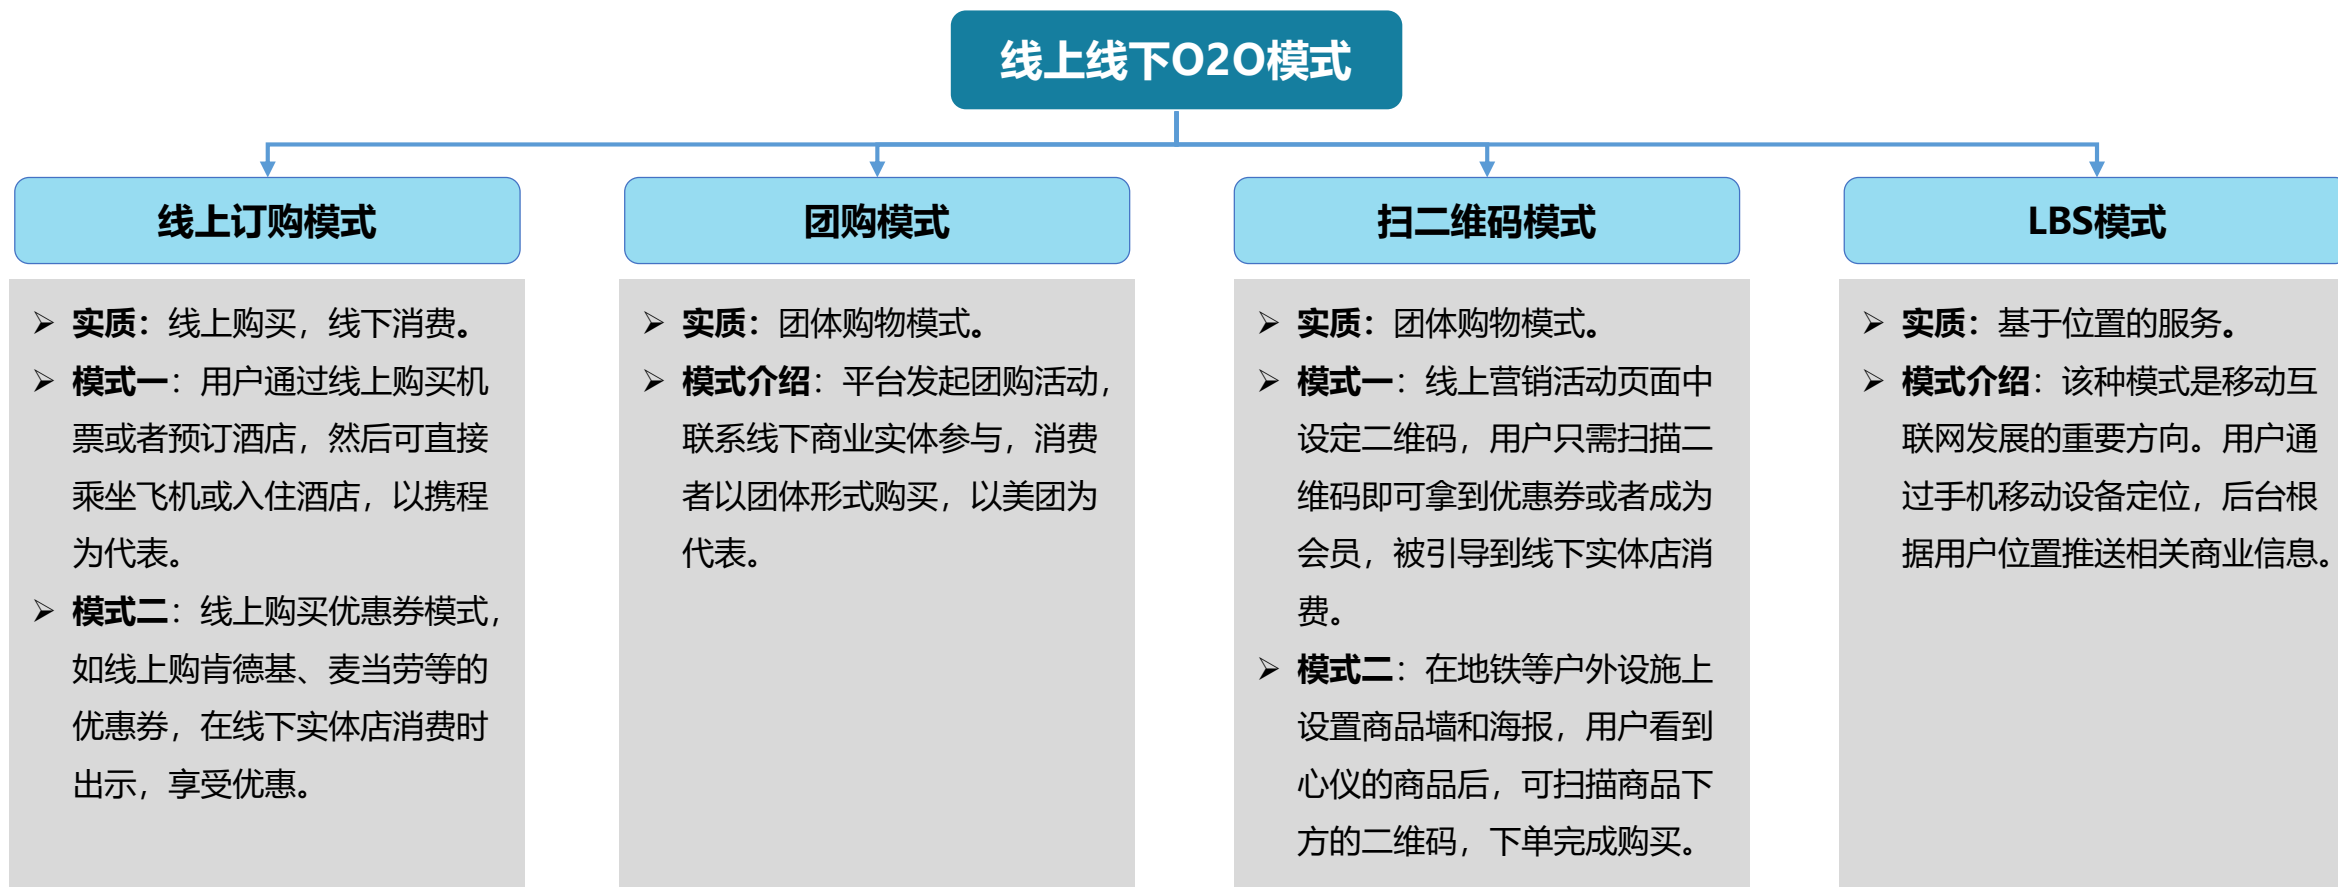 线上线下O2O模式
线上订购模式
➢ 实质：线上购买，线下消费。
➢ 模式一：用户通过线上购买机
票或者预订酒店，然后可直接
乘坐飞机或入住酒店，以携程
为代表。
➢ 模式二：线上购买优惠券模式，
如线上购肯德基、麦当劳等的
优惠券，在线下实体店消费时
出示，享受优惠。
团购模式
➢ 实质：团体购物模式。
➢ 模式介绍：平台发起团购活动，
联系线下商业实体参与，消费
者以团体形式购买，以美团为
代表。
扫二维码模式
➢ 实质：团体购物模式。
➢ 模式一：线上营销活动页面中
设定二维码，用户只需扫描二
维码即可拿到优惠券或者成为
会员，被引导到线下实体店消
费。
➢ 模式二：在地铁等户外设施上
设置商品墙和海报，用户看到
心仪的商品后，可扫描商品下
方的二维码，下单完成购买。
LBS模式
➢ 实质：基于位置的服务。
➢ 模式介绍：该种模式是移动互
联网发展的重要方向。用户通
过手机移动设备定位，后台根
据用户位置推送相关商业信息。